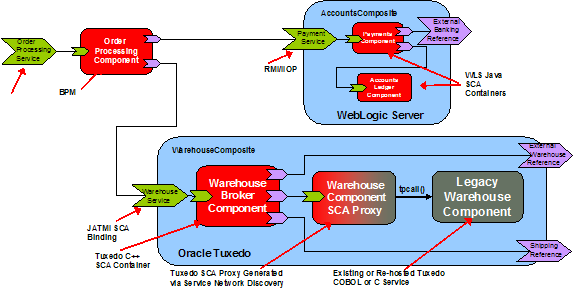 AccountsComposite
External
Banking
Reference
Order
Processing
Service
Order
Processing
Component
Payment
Service
Payments
Component
RMI/IIOP
BPM
Accounts
Ledger
Component
WLS Java
SCA
Containers
WebLogic Server
WarehouseComposite
External
Warehouse
Reference
Warehouse
Service
Warehouse
Broker
Component
Warehouse
Component
SCA Proxy
tpcall()
Legacy
Warehouse
Component
JATMI SCA
Binding
Tuxedo C++
SCA Container
Oracle Tuxedo
Shipping
Reference
Tuxedo SCA Proxy Generated
via Service Network Discovery
Existing or Re-hosted Tuxedo
COBOL or C Service